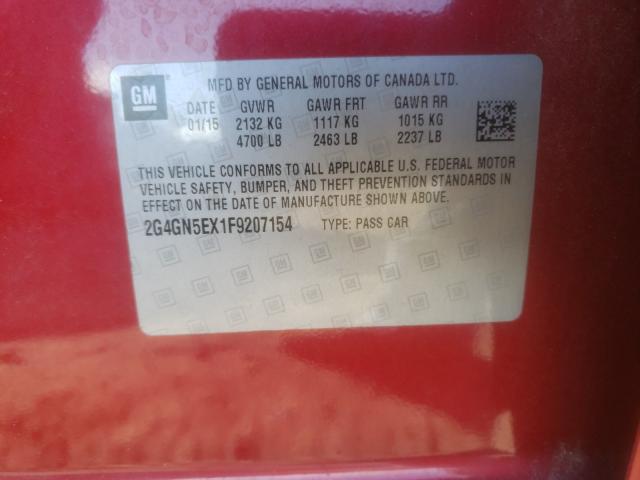 GM
MFD BY GENERAL MOTORS OF CANADA LTD.
DATE GVWR GAWR FRT GAWR RR
01/15 2132 KG 1117 KG 1015 KG
4700 LB 2463 LB 2237 LB
THIS VEHICLE CONFORMS TO ALL APPLICABLE U.S. FEDERAL MOTOR
VEHICLE SAFETY, BUMPER, AND THEFT PREVENTION STANDARDS IN
EFFECT ON THE DATE OF MANUFACTURE SHOWN ABOVE.
2G4GN5EX1F9207154 TYPE: PASS CAR